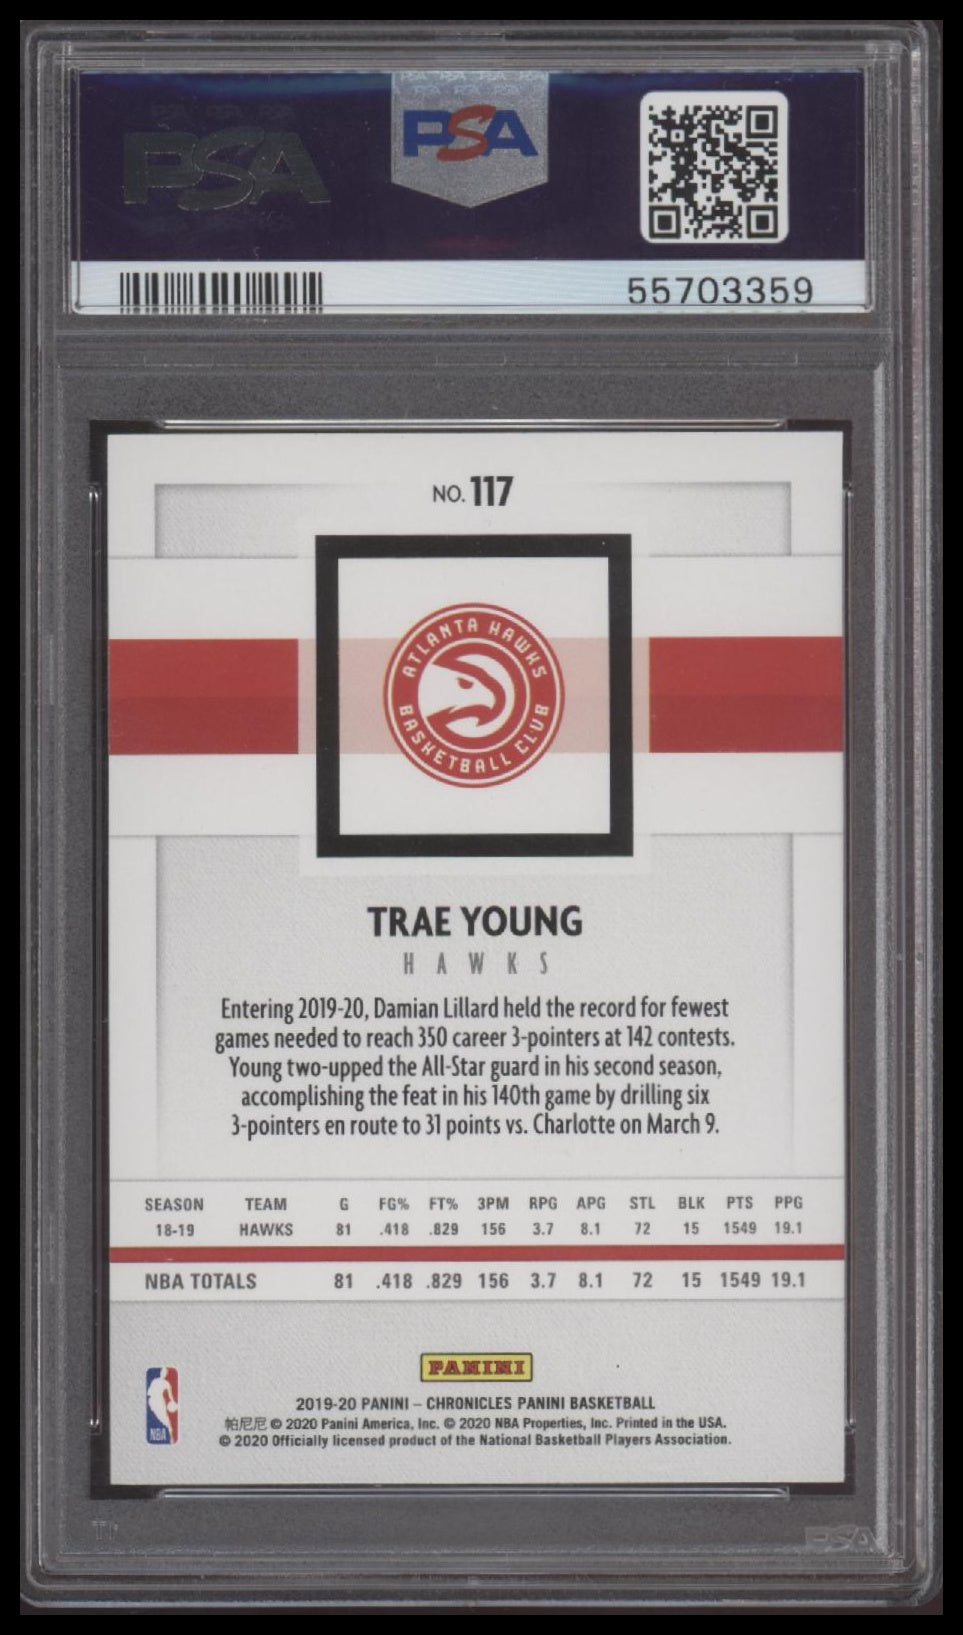 PSA
PSA
55703359
NO. 117
ATLANTA HAWKS
BASKETBALL CLUB
TRAE YOUNG
HAWKS
Entering 2019-20, Damian Lillard held the record for fewest
games needed to reach 350 career 3-pointers at 142 contests.
Young two-upped the All-Star guard in his second season,
accomplishing the feat in his 140th game by drilling six
3-pointers en route to 31 points vs. Charlotte on March 9.
SEASON TEAM G FG% FT% 3PM RPG APG STL BLK PTS PPG
18-19 HAWKS 81 .418 .829 156 3.7 8.1 72 15 1549 19.1
NBA TOTALS 81 .418 .829 156 3.7 8.1 72 15 1549 19.1
PANINI
2019-20 PANINI – CHRONICLES PANINI BASKETBALL
帕尼尼 © 2020 Panini America, Inc. © 2020 NBA Properties, Inc. Printed in the USA.
© 2020 Officially licensed product of the National Basketball Players Association.
NBA
PSA